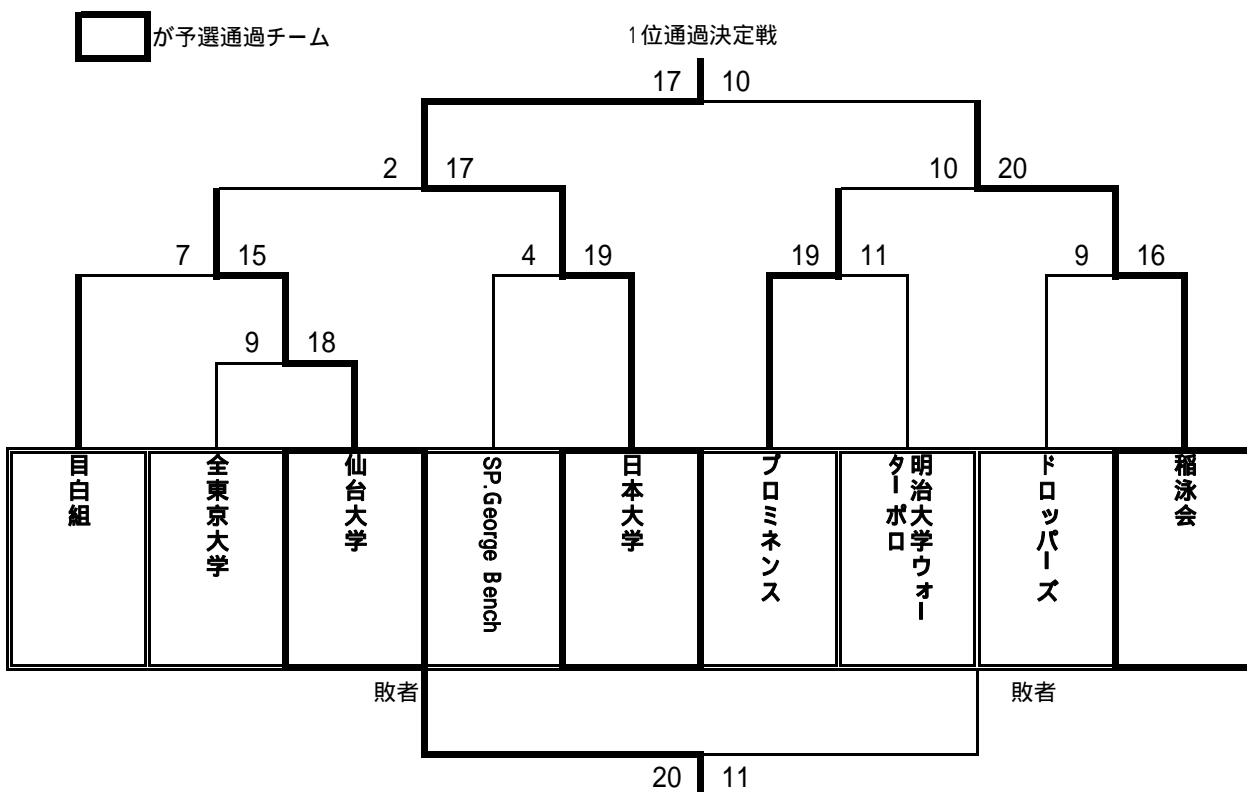 が予選通過チーム
1位通過決定戦
17 10
2 17
10 20
7 15
4 19
19 11
9 16
9 18
目白組
全東京大学
仙台大学
SP.George Bench
日本大学
プロミネンス
明治大学ウォー
ターポロ
ドロッパーズ
稲泳会
敗者
敗者
20 11